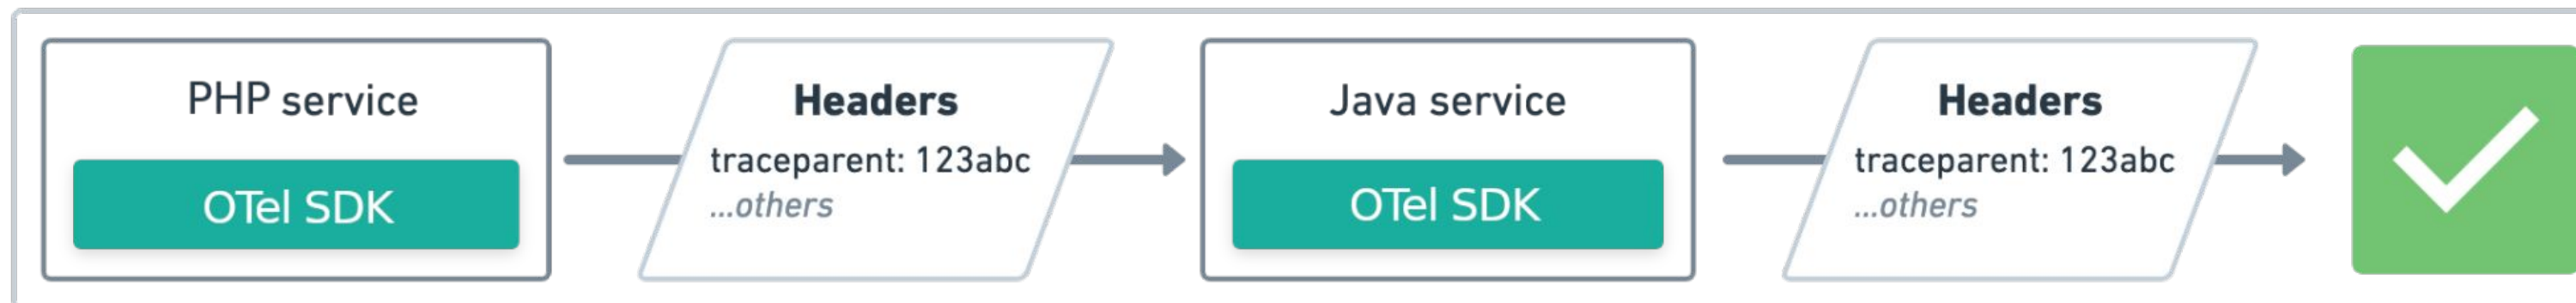 PHP service
OTel SDK
Headers
traceparent: 123abc
...others
Java service
OTel SDK
Headers
traceparent: 123abc
...others